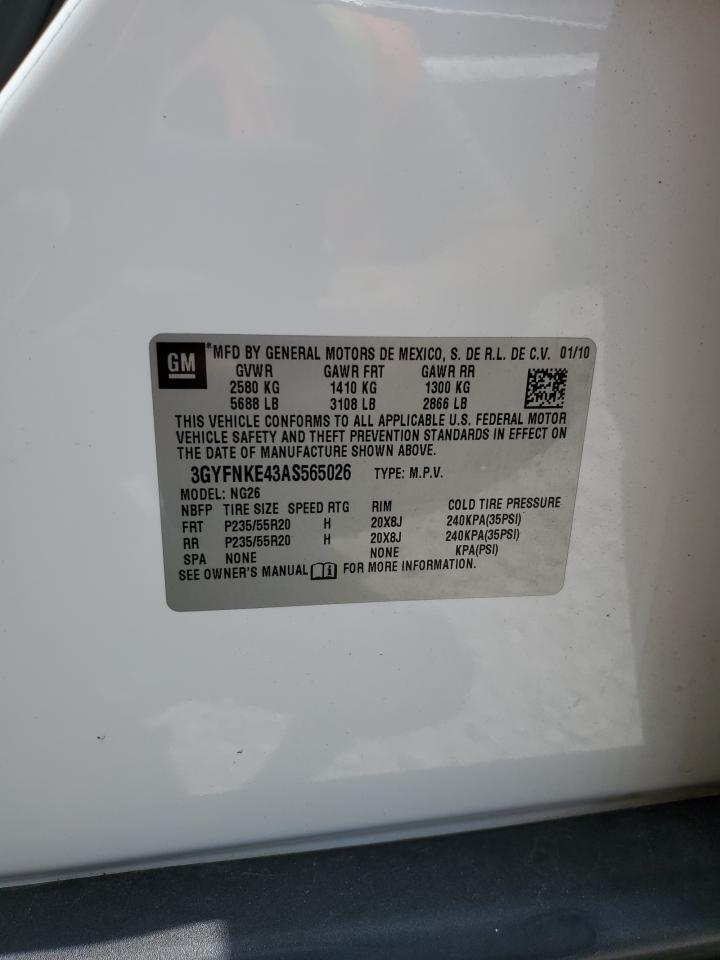 GM *MFD BY GENERAL MOTORS DE MEXICO, S. DE R.L. DE C.V. 01/10
GVWR GAWR FRT GAWR RR
2580 KG 1410 KG 1300 KG
5688 LB 3108 LB 2866 LB
THIS VEHICLE CONFORMS TO ALL APPLICABLE U.S. FEDERAL MOTOR
VEHICLE SAFETY AND THEFT PREVENTION STANDARDS IN EFFECT ON
THE DATE OF MANUFACTURE SHOWN ABOVE.
3GYFNKE43AS565026 TYPE: M.P.V.
MODEL: NG26
NBFP TIRE SIZE SPEED RTG RIM COLD TIRE PRESSURE
FRT P235/55R20 H 20X8J 240KPA(35PSI)
RR P235/55R20 H 20X8J 240KPA(35PSI)
SPA NONE NONE KPA(PSI)
SEE OWNER'S MANUAL FOR MORE INFORMATION.